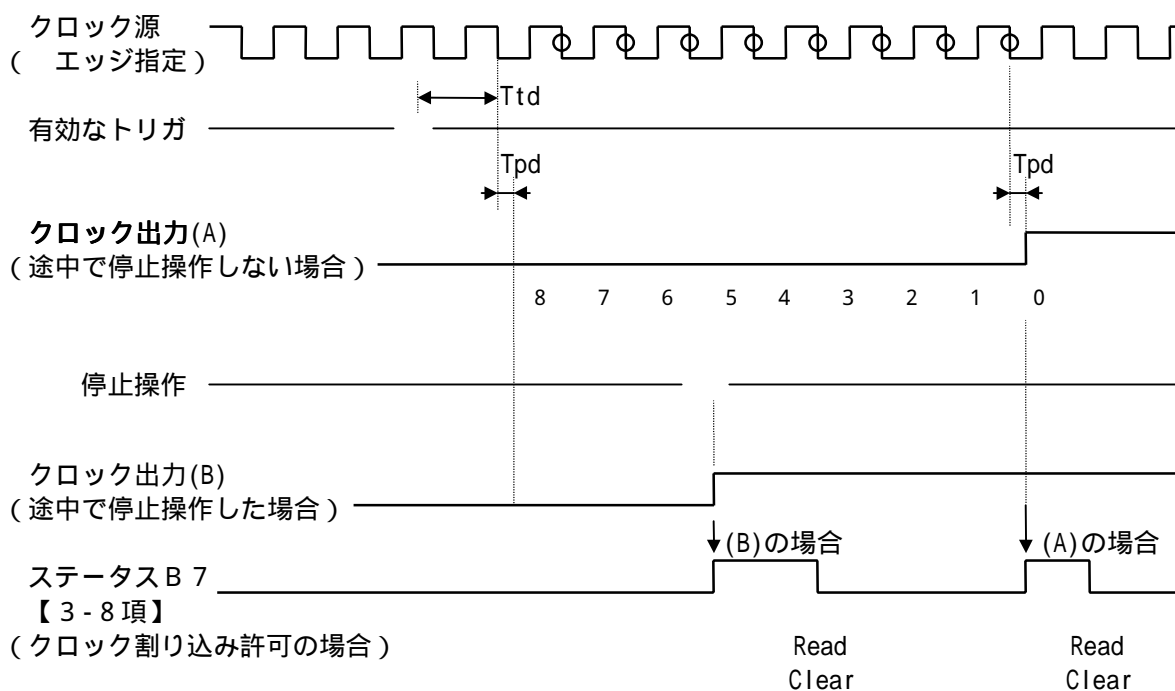 クロック源
(　エッジ指定)
Ttd
有効なトリガ
Tpd Tpd
クロック出力(A)
(途中で停止操作しない場合)
8 7 6 5 4 3 2 1 0
停止操作
クロック出力(B)
(途中で停止操作した場合)
(B)の場合 (A)の場合
ステータスB7
【3-8項】
(クロック割り込み許可の場合)
Read Read
Clear Clear